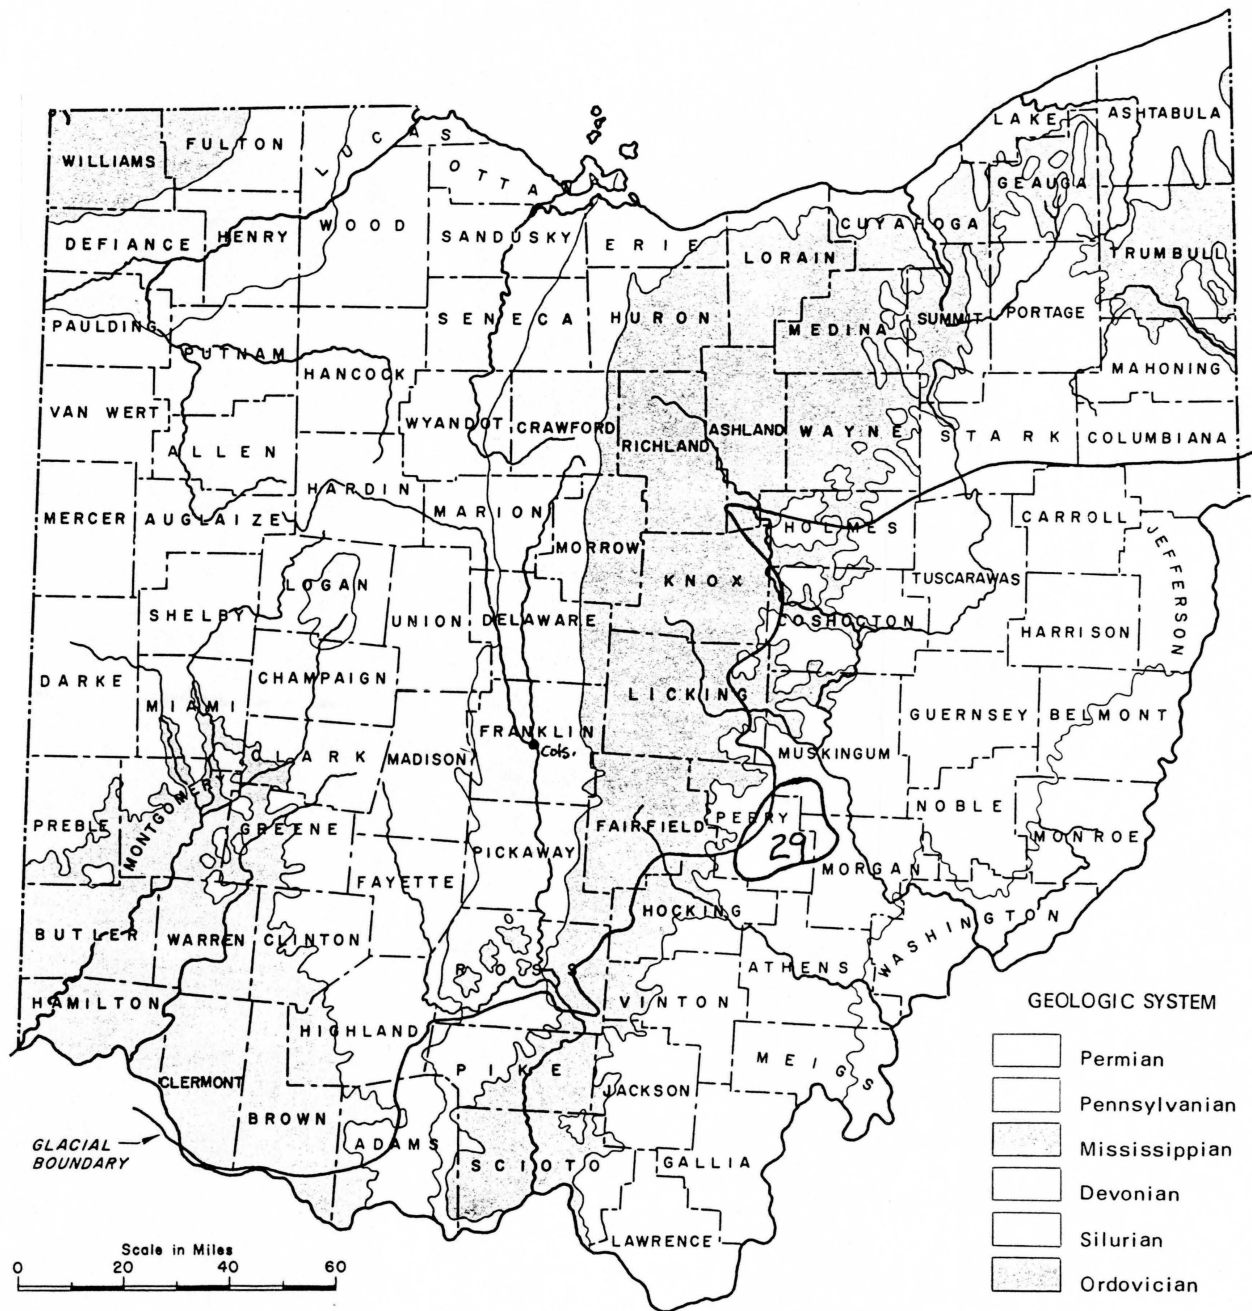 LAKE
ASHTABULA
LUCAS
FULTON
WILLIAMS
OTTAWA
GEAUGA
WOOD
CUYAHOGA
HENRY
DEFIANCE
SANDUSKY
ERIE
LORAIN
TRUMBULL
PAULDING
SENECA
HURON
MEDINA
SUMMIT
PORTAGE
PUTNAM
HANCOCK
MAHONING
VAN WERT
WYANDOT
CRAWFORD
RICHLAND
ASHLAND
WAYNE
STARK
COLUMBIANA
ALLEN
HARDIN
MERCER
AUGLAIZE
MARION
HOLMES
CARROLL
JEFFERSON
MORROW
LOGAN
KNOX
TUSCARAWAS
SHELBY
UNION
DELAWARE
COSHOCTON
HARRISON
DARKE
CHAMPAIGN
LICKING
MIAMI
GUERNSEY
BELMONT
FRANKLIN
Cols.
CLARK
MADISON
MUSKINGUM
MONTGOMERY
NOBLE
PREBLE
GREENE
FAIRFIELD
PERRY
29
MONROE
PICKAWAY
MORGAN
FAYETTE
HOCKING
WASHINGTON
BUTLER
WARREN
CLINTON
ROSS
ATHENS
HAMILTON
VINTON
HIGHLAND
MEIGS
PIKE
CLERMONT
JACKSON
BROWN
ADAMS
SCIOTO
GALLIA
LAWRENCE
GLACIAL
BOUNDARY
GEOLOGIC SYSTEM
Permian
Pennsylvanian
Mississippian
Devonian
Silurian
Ordovician
Scale in Miles
0 20 40 60